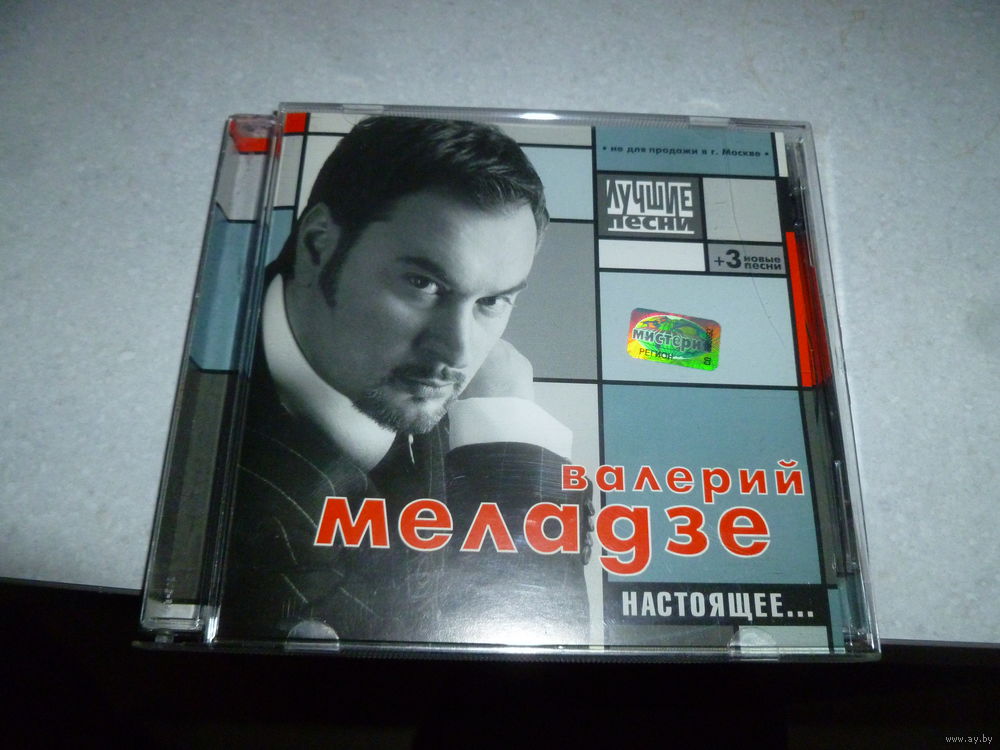 • не для продажи в г. Москве •
ЛУЧШИЕ
песни
+3 новые
песни
мистерия
РЕГИОН
валерий
меладзе
НАСТОЯЩЕЕ...
www.ay.by